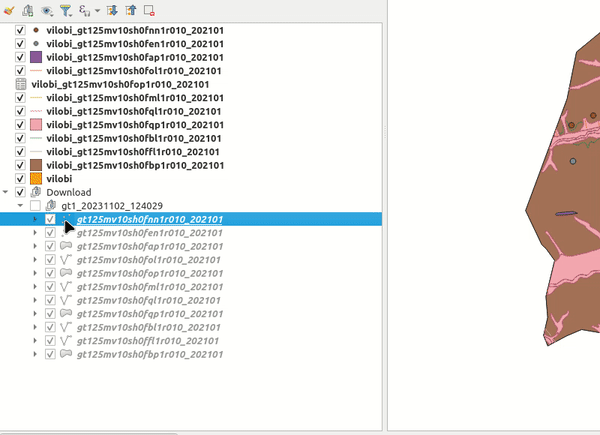 vilobi_gt125mv10sh0fnn1r010_202101
vilobi_gt125mv10sh0fen1r010_202101
vilobi_gt125mv10sh0fap1r010_202101
vilobi_gt125mv10sh0fol1r010_202101
vilobi_gt125mv10sh0fop1r010_202101
vilobi_gt125mv10sh0fml1r010_202101
vilobi_gt125mv10sh0fql1r010_202101
vilobi_gt125mv10sh0fqp1r010_202101
vilobi_gt125mv10sh0fbl1r010_202101
vilobi_gt125mv10sh0ffl1r010_202101
vilobi_gt125mv10sh0fbp1r010_202101
vilobi
Download
gt1_20231102_124029
gt125mv10sh0fnn1r010_202101
gt125mv10sh0fen1r010_202101
gt125mv10sh0fap1r010_202101
gt125mv10sh0fol1r010_202101
gt125mv10sh0fop1r010_202101
gt125mv10sh0fml1r010_202101
gt125mv10sh0fql1r010_202101
gt125mv10sh0fqp1r010_202101
gt125mv10sh0fbl1r010_202101
gt125mv10sh0ffl1r010_202101
gt125mv10sh0fbp1r010_202101